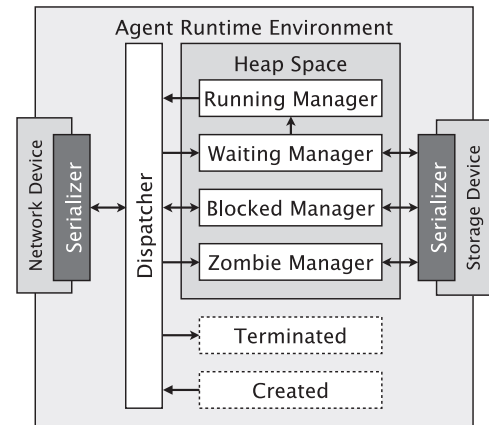 Agent Runtime Environment
Heap Space
Running Manager
Waiting Manager
Blocked Manager
Zombie Manager
Terminated
Created
Dispatcher
Network Device
Serializer
Serializer
Storage Device